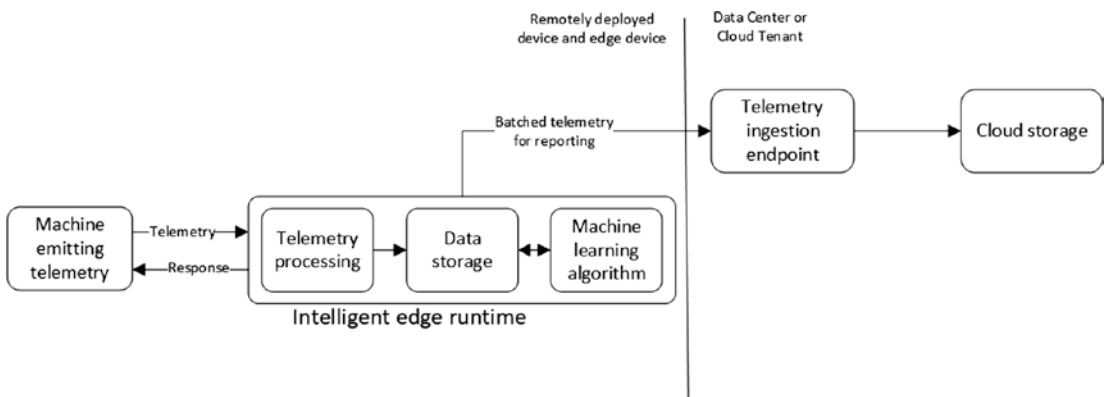 Remotely deployed
device and edge device
Data Center or
Cloud Tenant
Batched telemetry
for reporting
Telemetry
ingestion
endpoint
Cloud storage
Machine
emitting
telemetry
Telemetry
Response
Telemetry
processing
Data
storage
Machine
learning
algorithm
Intelligent edge runtime